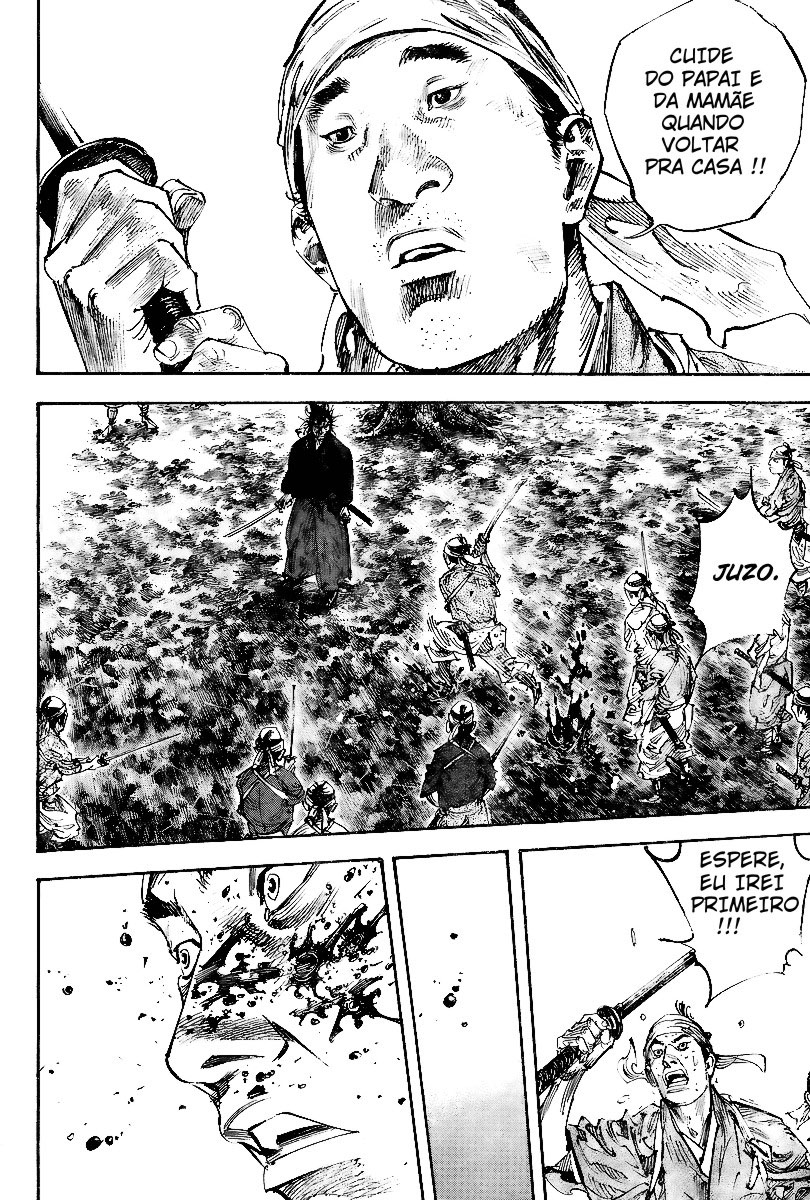 CUIDE
DO PAPAI E
DA MAMÃE
QUANDO
VOLTAR
PRA CASA !!
JUZO.
ESPERE,
EU IREI
PRIMEIRO
!!!